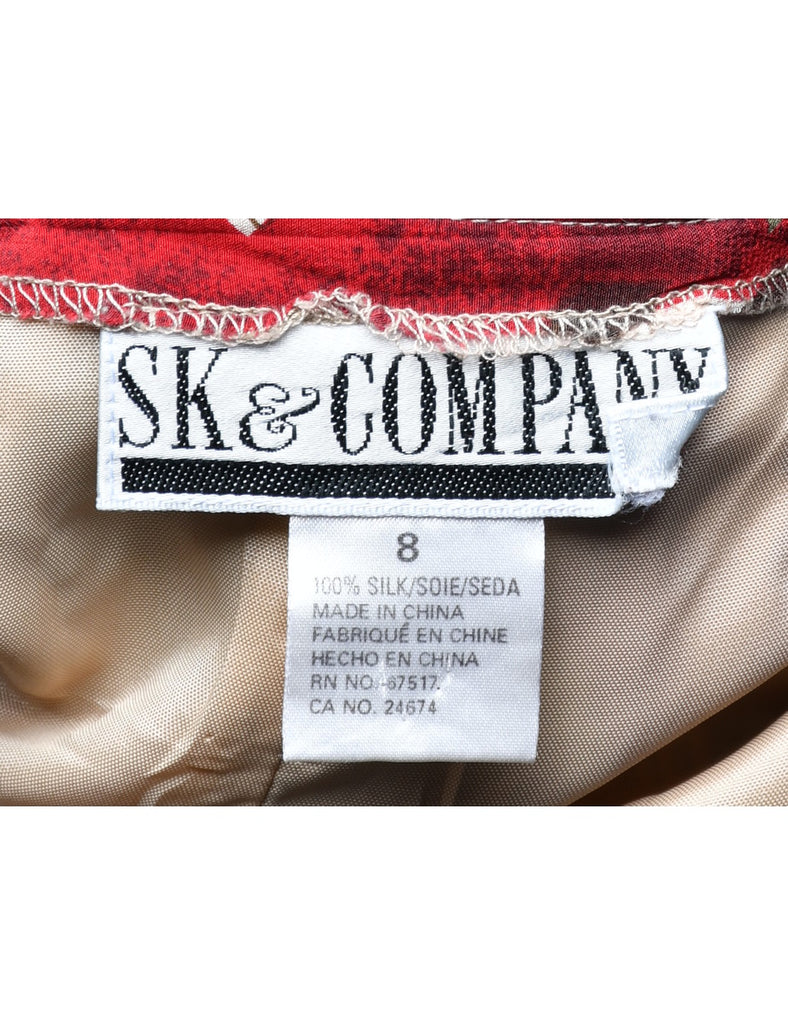 SK & COMPANY
8
100% SILK/SOIE/SEDA
MADE IN CHINA
FABRIQUÉ EN CHINE
HECHO EN CHINA
RN NO. 67517.
CA NO. 24674